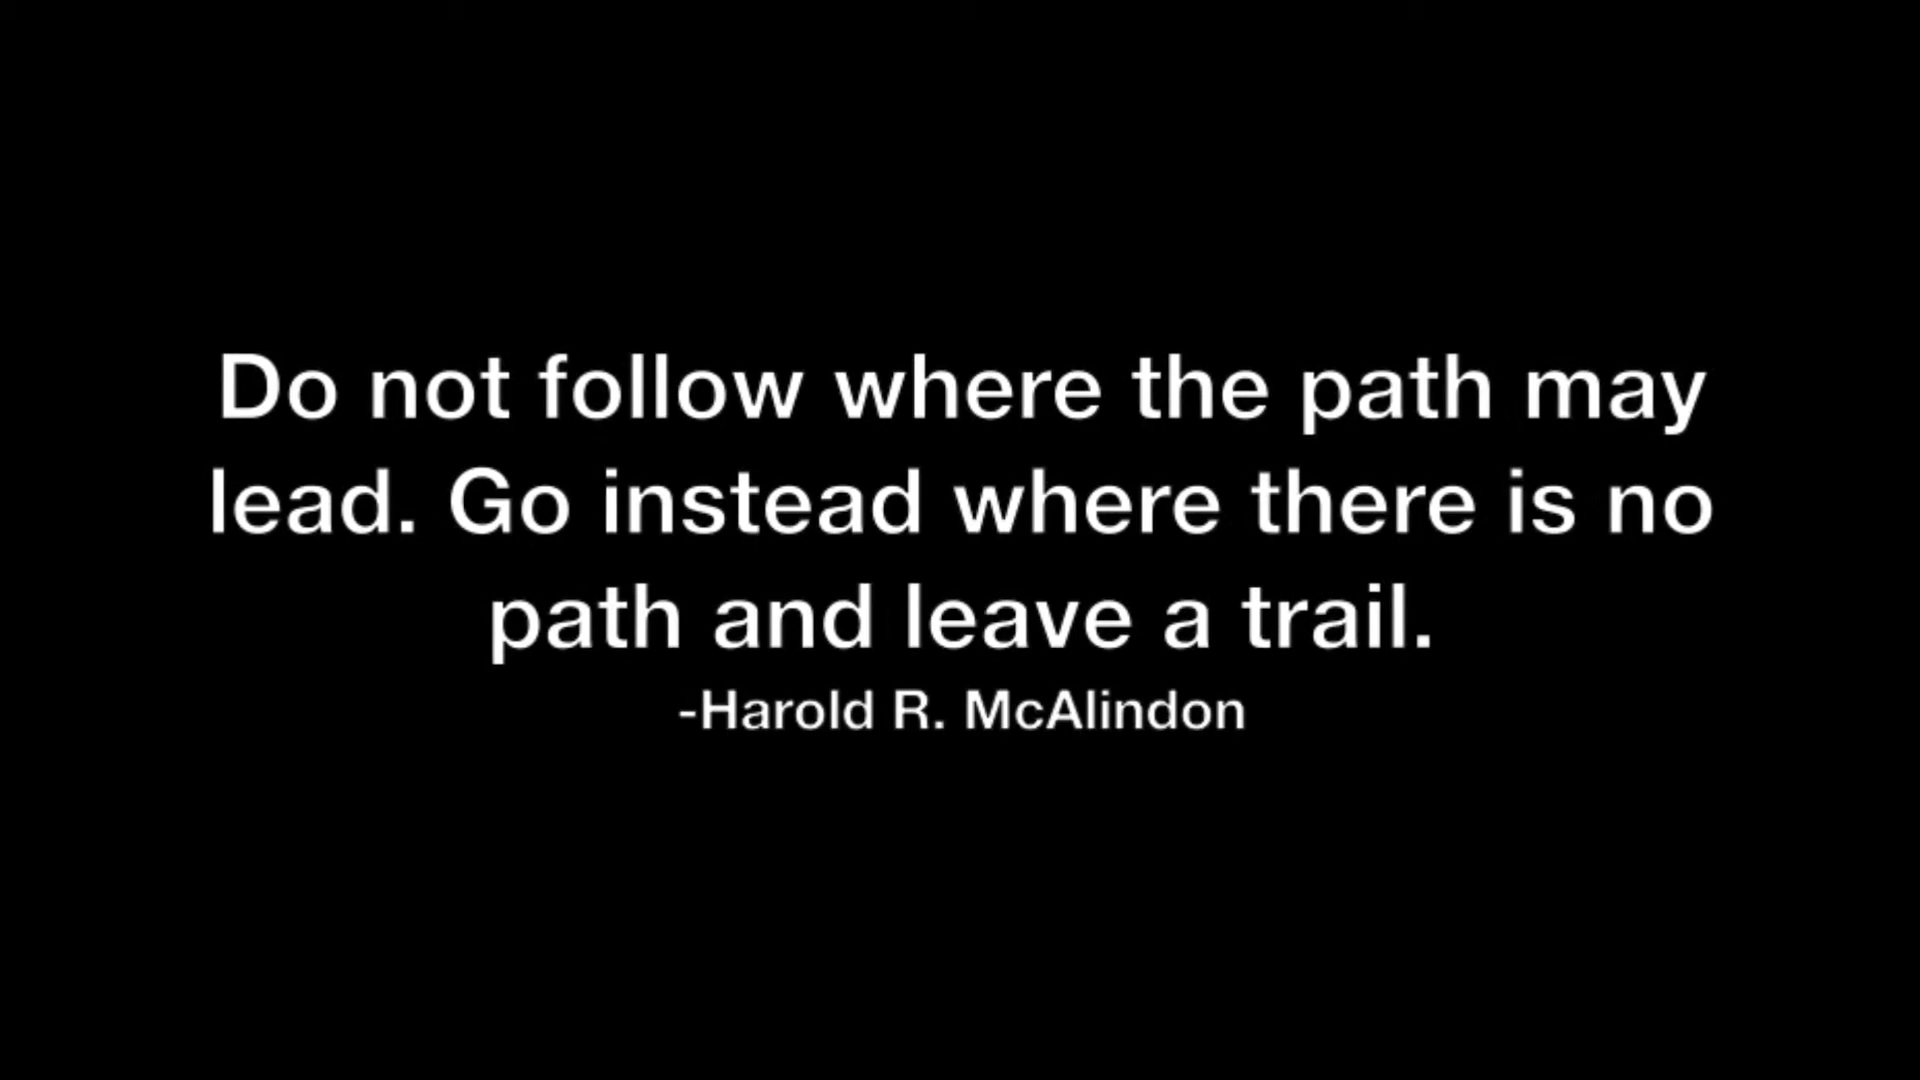 Do not follow where the path may
lead. Go instead where there is no
path and leave a trail.
-Harold R. McAlindon